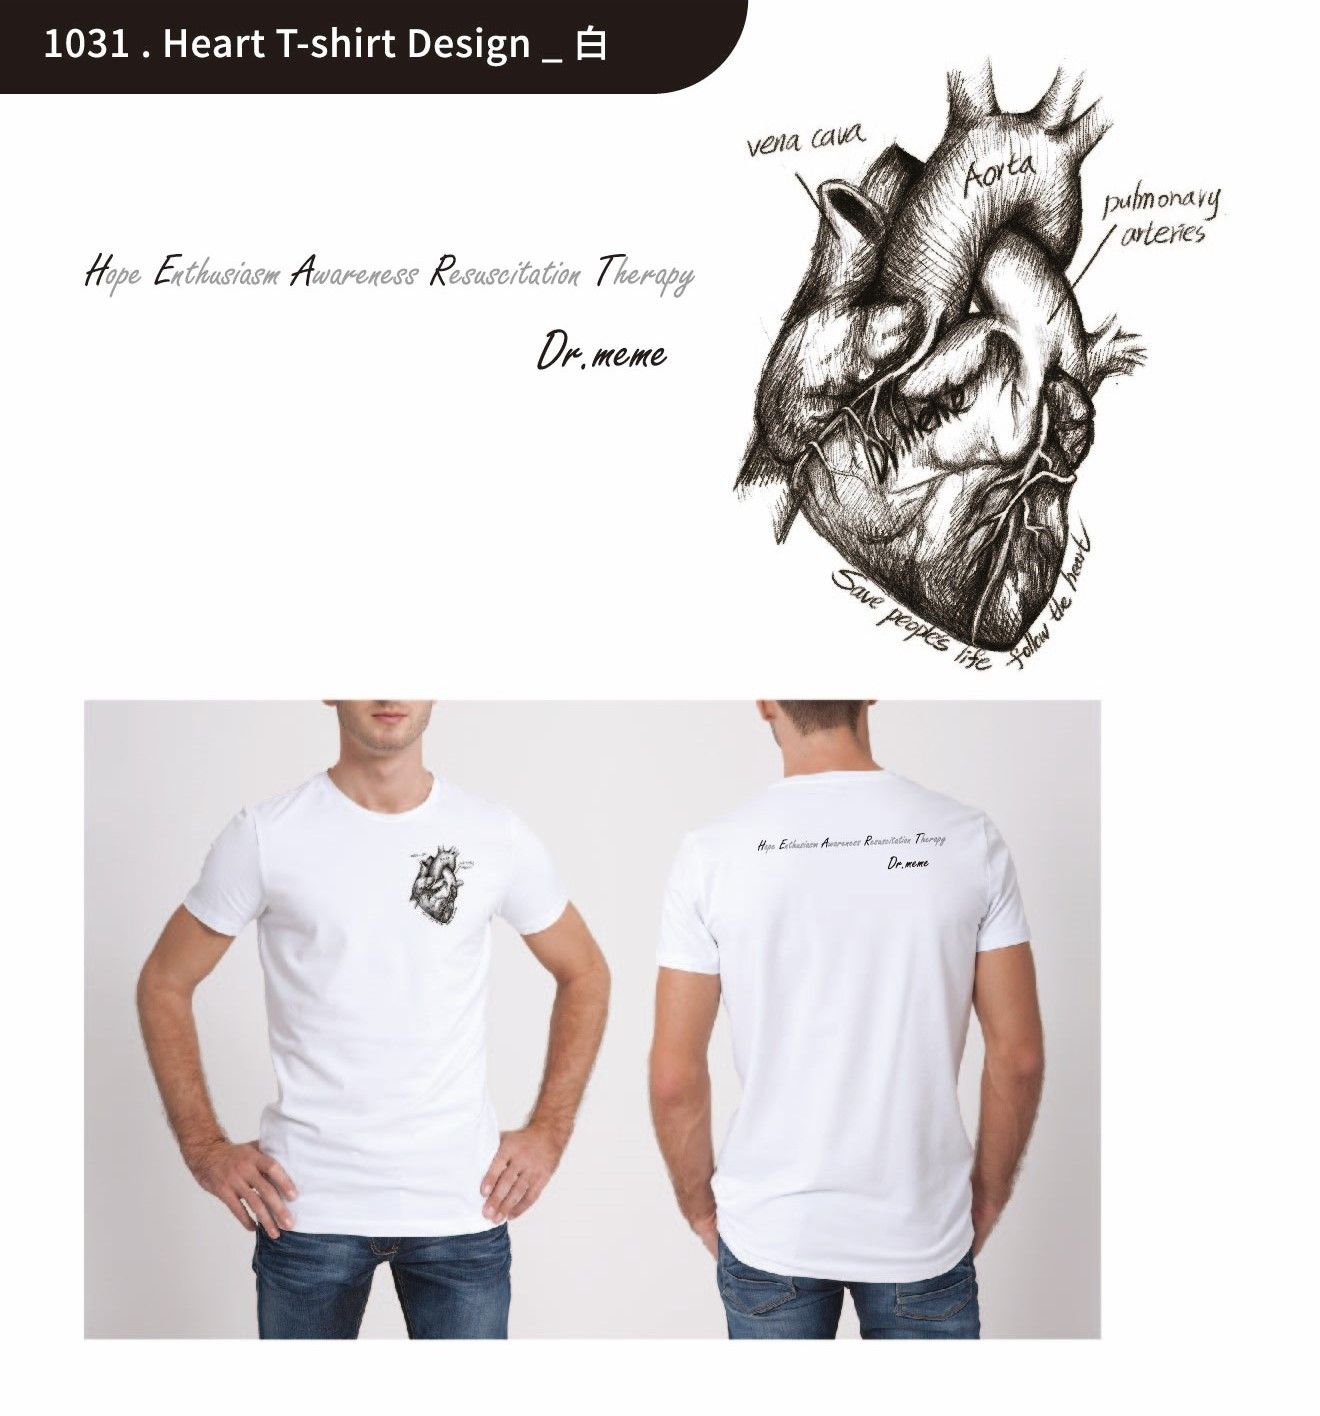 1031 . Heart T-shirt Design _ 白
vena cava
Aorta
pulmonary
arteries
Hope Enthusiasm Awareness Resuscitation Therapy
Dr.meme
Dr.Meme
Save people's life follow the heart
Hope Enthusiasm Awareness Resuscitation Therapy
Dr.meme